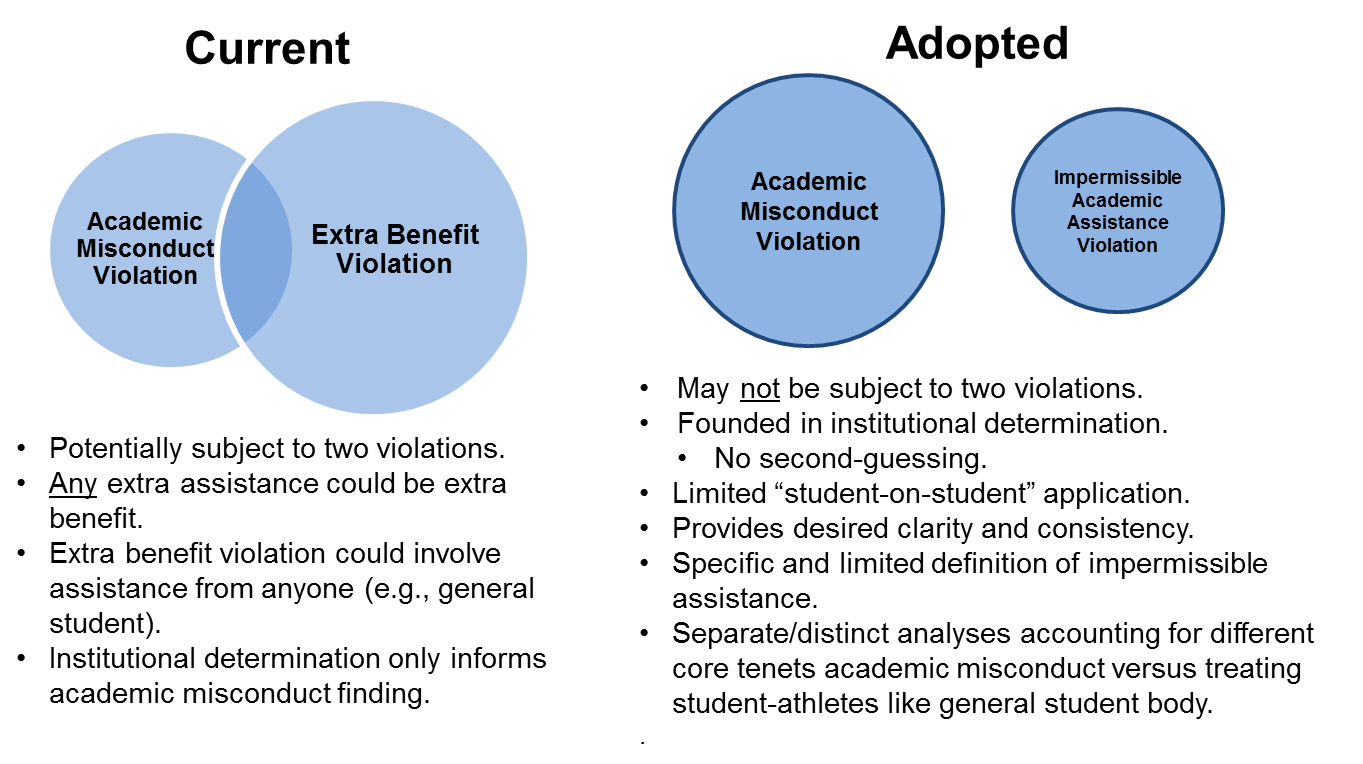 Current
Academic
Misconduct
Violation
Extra Benefit
Violation
• Potentially subject to two violations.
• Any extra assistance could be extra
benefit.
• Extra benefit violation could involve
assistance from anyone (e.g., general
student).
• Institutional determination only informs
academic misconduct finding.
Adopted
Academic
Misconduct
Violation
Impermissible
Academic
Assistance
Violation
• May not be subject to two violations.
• Founded in institutional determination.
• No second-guessing.
• Limited “student-on-student” application.
• Provides desired clarity and consistency.
• Specific and limited definition of impermissible
assistance.
• Separate/distinct analyses accounting for different
core tenets academic misconduct versus treating
student-athletes like general student body.
.